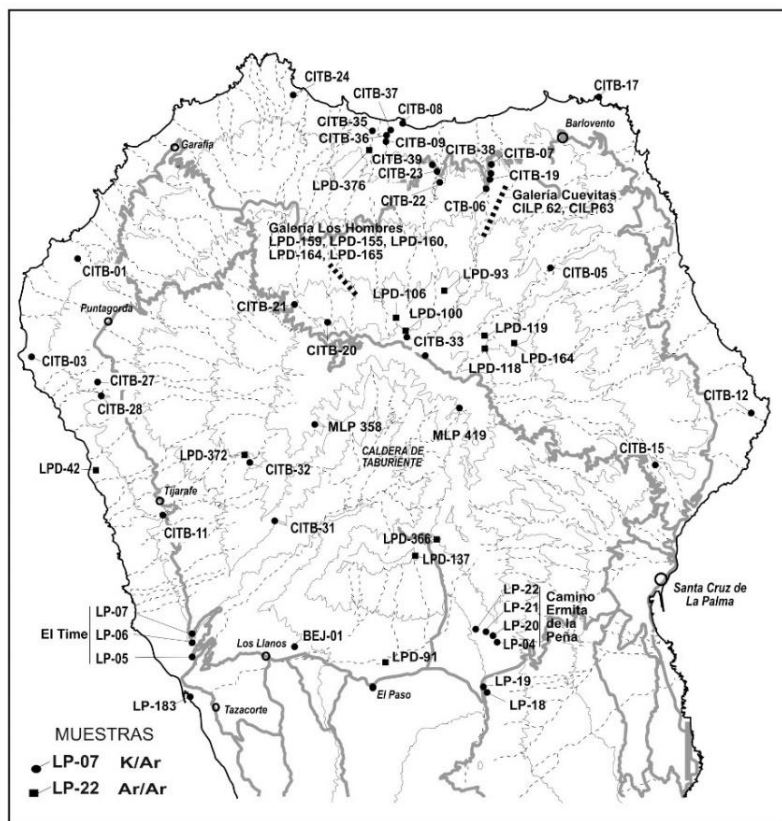 CITB-24
CITB-17
CITB-37
CITB-08
CITB-35
Barlovento
CITB-36
CITB-09
CITB-38
CITB-07
Garafía
CITB-39
CITB-23
CITB-19
LPD-376
CITB-22
CTB-06
Galería Cuevitas
CILP 62, CILP63
Galería Los Hombres
LPD-159, LPD-155, LPD-160,
LPD-164, LPD-165
CITB-01
LPD-93
CITB-05
LPD-106
Puntagorda
CITB-21
LPD-100
CITB-20
CITB-33
LPD-119
LPD-118
LPD-164
CITB-03
CITB-27
CITB-28
CITB-12
MLP 358
MLP 419
LPD-372
CALDERA DE
TABURIENTE
CITB-15
LPD-42
CITB-32
Tijarafe
CITB-11
CITB-31
LPD-366
LPD-137
Santa Cruz de
La Palma
LP-22
LP-21
LP-20
LP-04
Camino
Ermita
de la
Peña
LP-07
El Time
LP-06
LP-05
Los Llanos
BEJ-01
LPD-91
LP-19
LP-18
El Paso
LP-183
Tazacorte
MUESTRAS
LP-07 K/Ar
LP-22 Ar/Ar